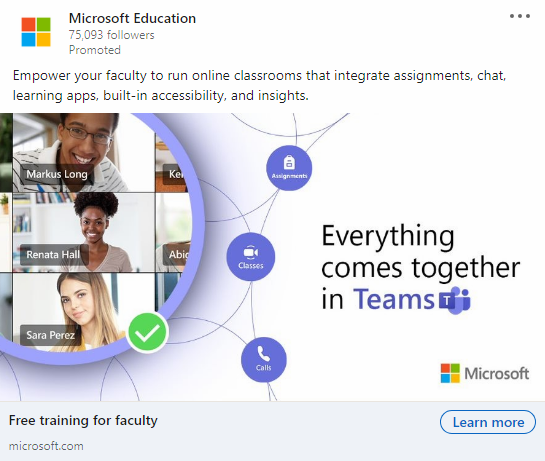 Microsoft Education
75,093 followers
Promoted
Empower your faculty to run online classrooms that integrate assignments, chat,
learning apps, built-in accessibility, and insights.
Markus Long
Ke
Renata Hall
Abi
Sara Perez
Assignments
Classes
Calls
Everything
comes together
in Teams
T
Microsoft
Free training for faculty
Learn more
microsoft.com